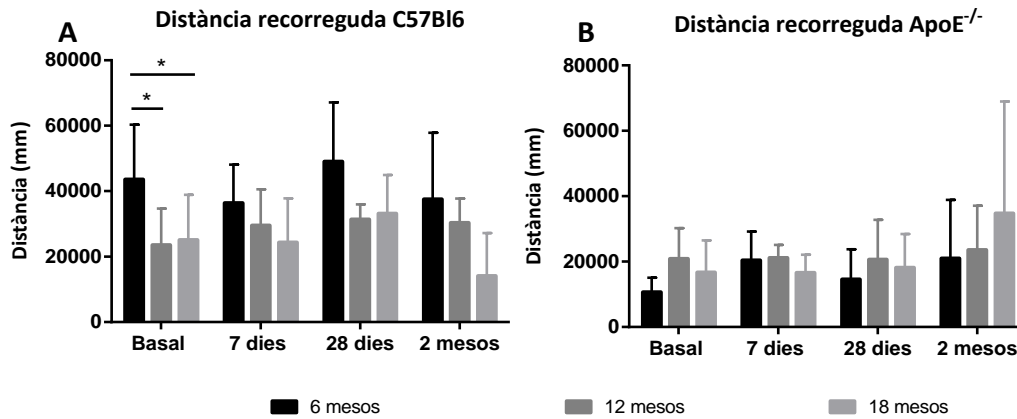 Distància recorreguda C57Bl6
A
Distància (mm)
80000
60000
40000
20000
0
*
*
Basal
7 dies
28 dies
2 mesos
Distància recorreguda ApoE-/-
B
Distància (mm)
80000
60000
40000
20000
0
Basal
7 dies
28 dies
2 mesos
6 mesos
12 mesos
18 mesos